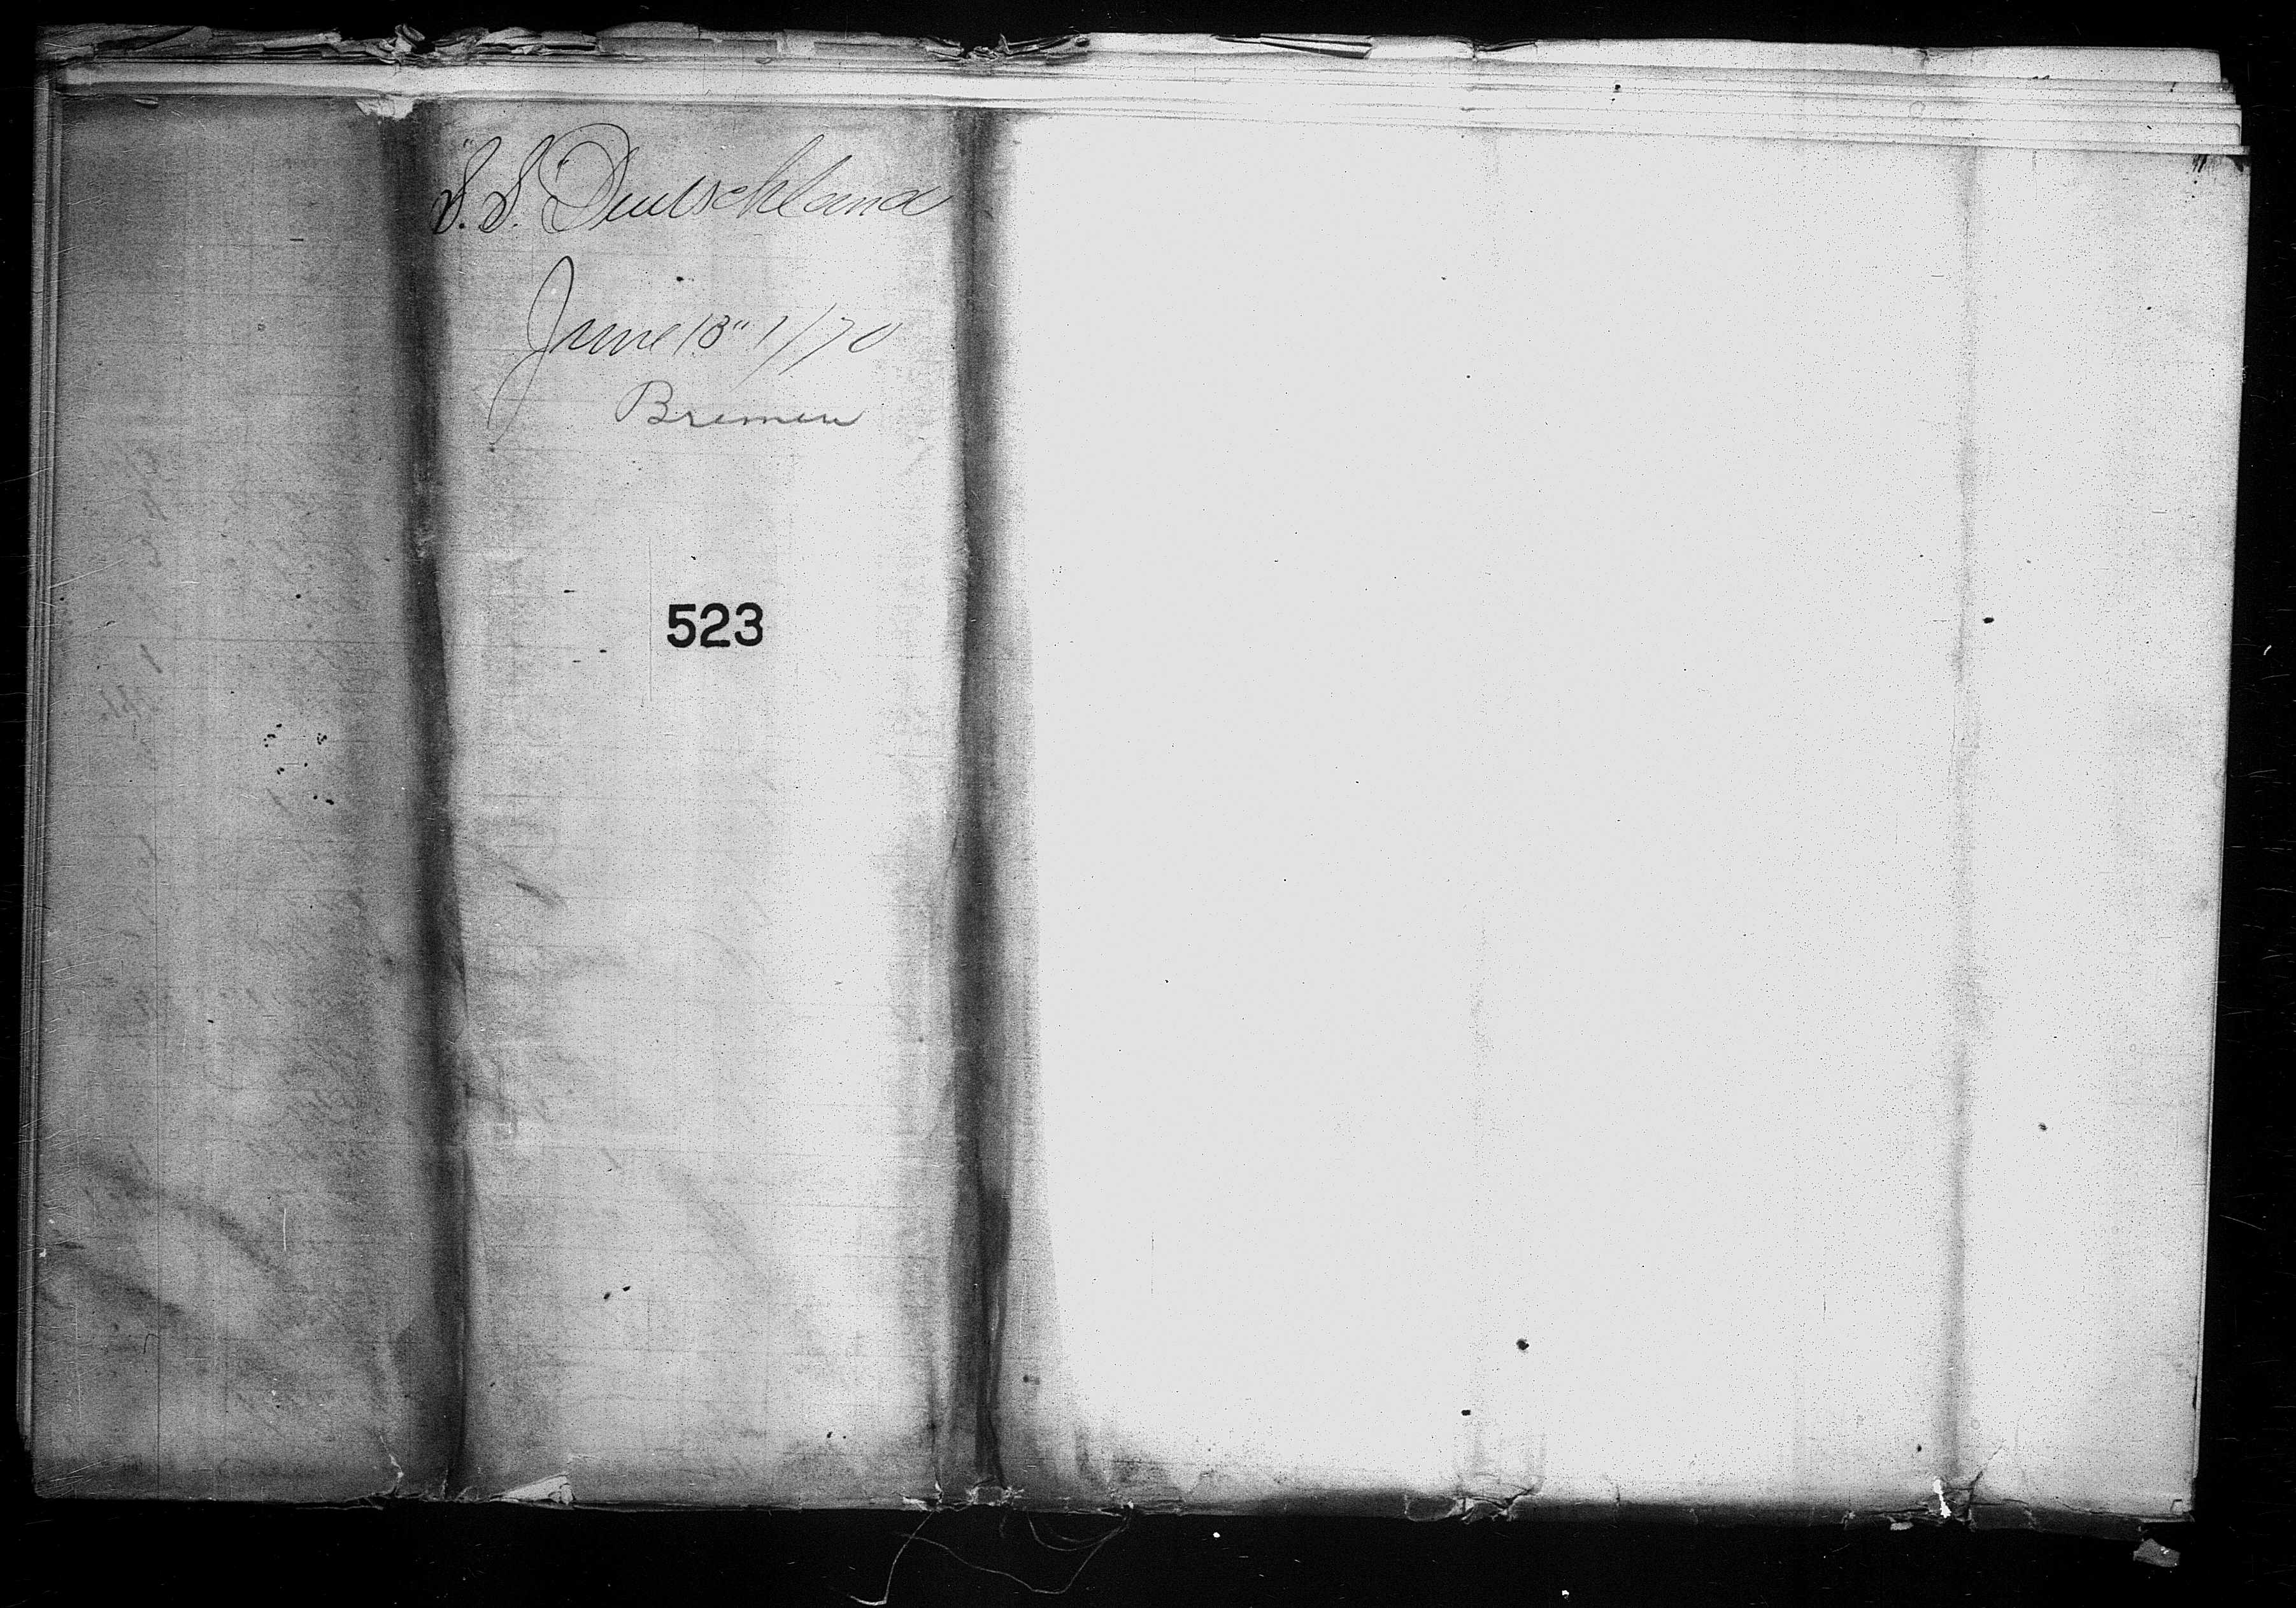 "S.S. "Deutschland
June 13" 1/70
Bremen
523